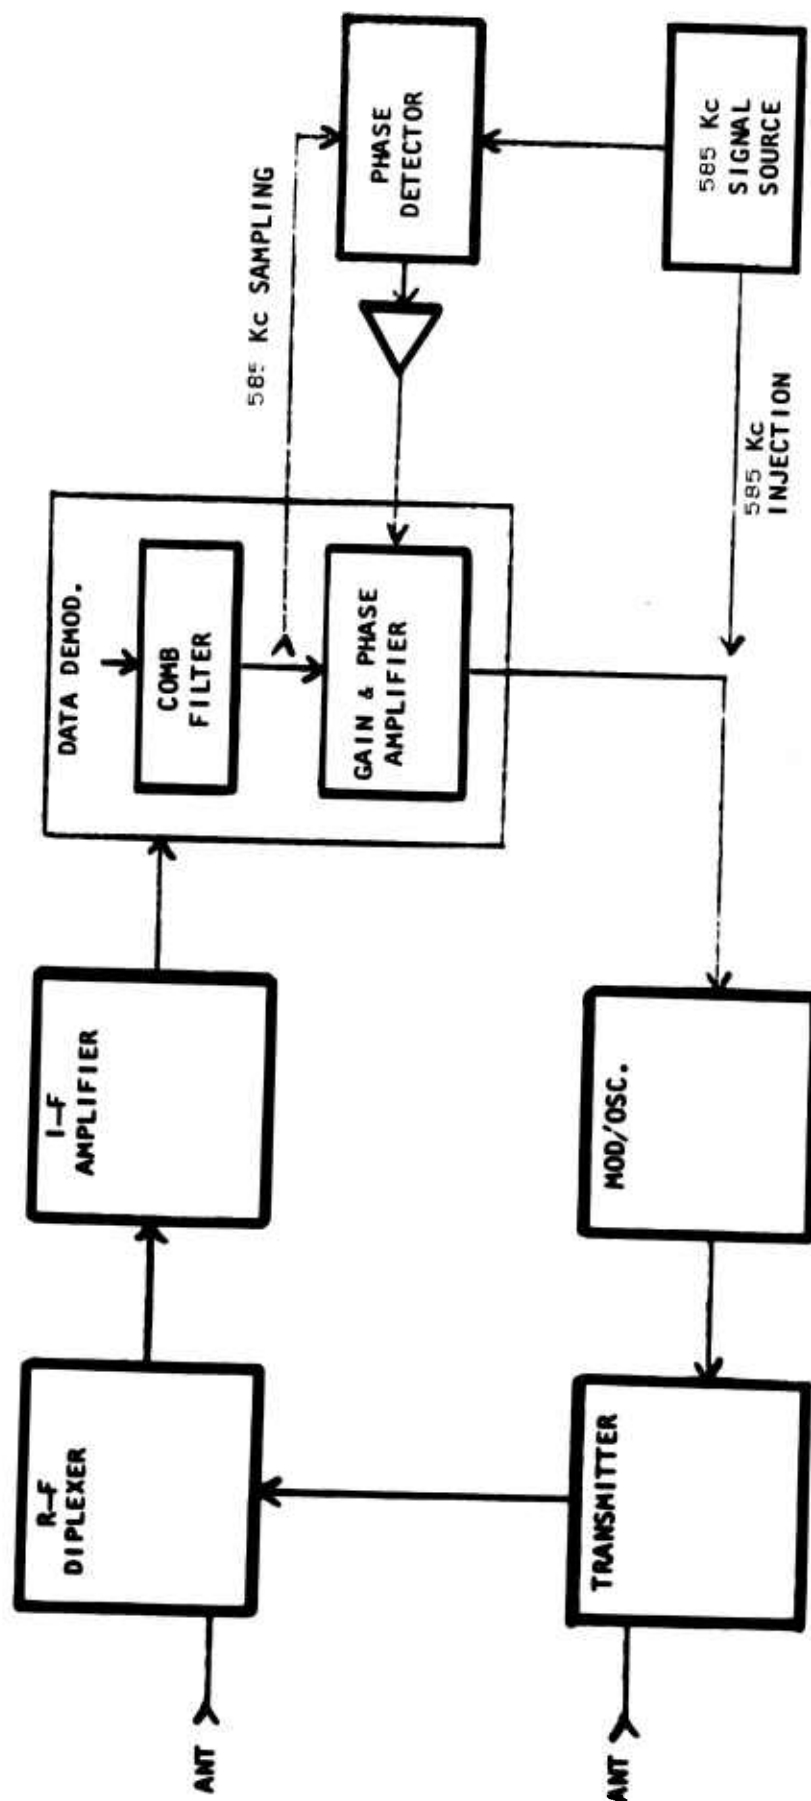 ANT
R-F
DIPLEXER
I-F
AMPLIFIER
DATA DEMOD.
COMB
FILTER
GAIN & PHASE
AMPLIFIER
585 Kc SAMPLING
PHASE
DETECTOR
ANT
TRANSMITTER
MOD/OSC.
585 Kc
INJECTION
585 Kc
SIGNAL
SOURCE